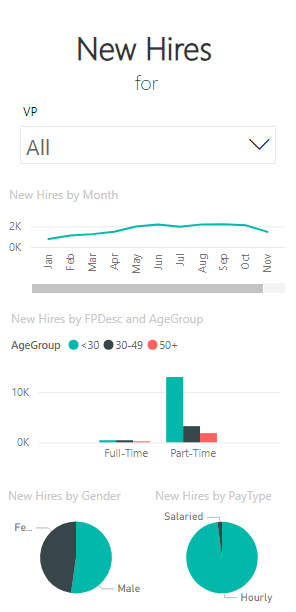 New Hires
for
VP
All
New Hires by Month
2K
0K
Jan Feb Mar Apr May Jun Jul Aug Sep Oct Nov
New Hires by FPDesc and AgeGroup
AgeGroup <30 30-49 50+
10K
0K
Full-Time Part-Time
New Hires by Gender New Hires by PayType
Fe... Male
Salaried Hourly